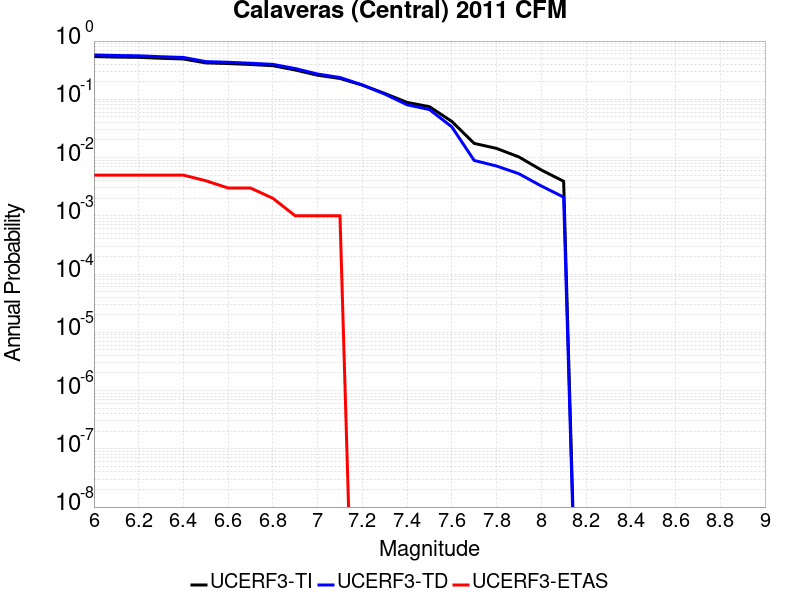 Calaveras (Central) 2011 CFM
10^0
10^-1
10^-2
10^-3
10^-4
10^-5
10^-6
10^-7
10^-8
Annual Probability
6 6.2 6.4 6.6 6.8 7 7.2 7.4 7.6 7.8 8 8.2 8.4 8.6 8.8 9
Magnitude
UCERF3-TI UCERF3-TD UCERF3-ETAS